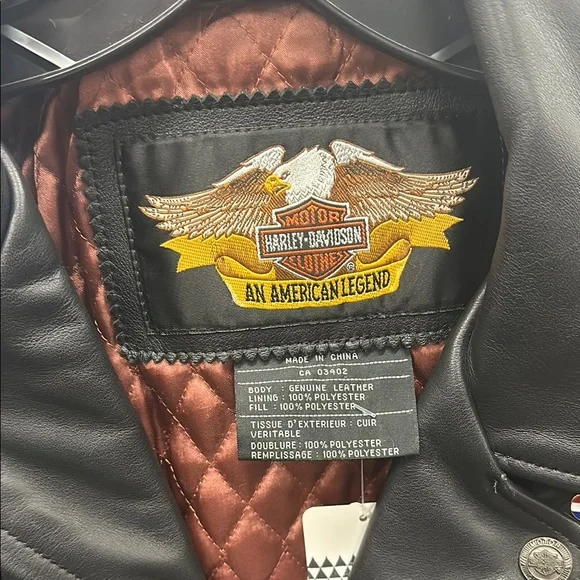 MOTOR
HARLEY-DAVIDSON
CLOTHES
®
AN AMERICAN LEGEND
MADE IN CHINA
CA 03402
BODY : GENUINE LEATHER
LINING : 100% POLYESTER
FILL : 100% POLYESTER
TISSUE D'EXTERIEUR : CUIR
VERITABLE
DOUBLURE : 100% POLYESTER
REMPLISSAGE : 100% POLYESTER